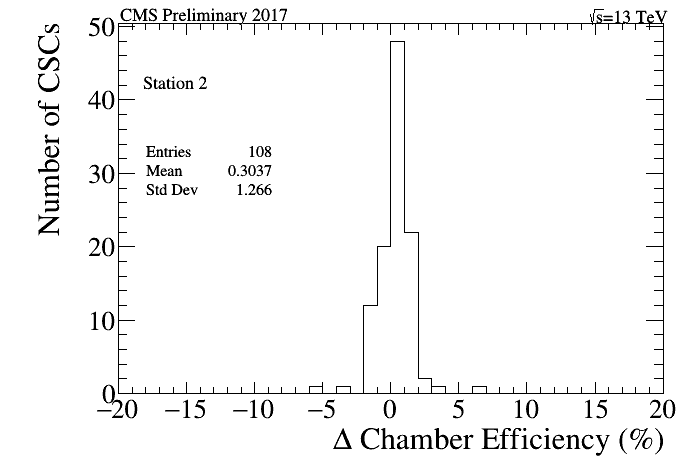 CMS Preliminary 2017
√s=13 TeV
Number of CSCs
50
40
30
20
10
0
Station 2
Entries 108
Mean 0.3037
Std Dev 1.266
−20 −15 −10 −5 0 5 10 15 20
Δ Chamber Efficiency (%)